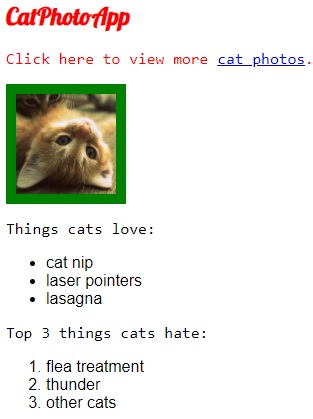 CatPhotoApp
Click here to view more cat photos.
Things cats love:
• cat nip
• laser pointers
• lasagna
Top 3 things cats hate:
1. flea treatment
2. thunder
3. other cats